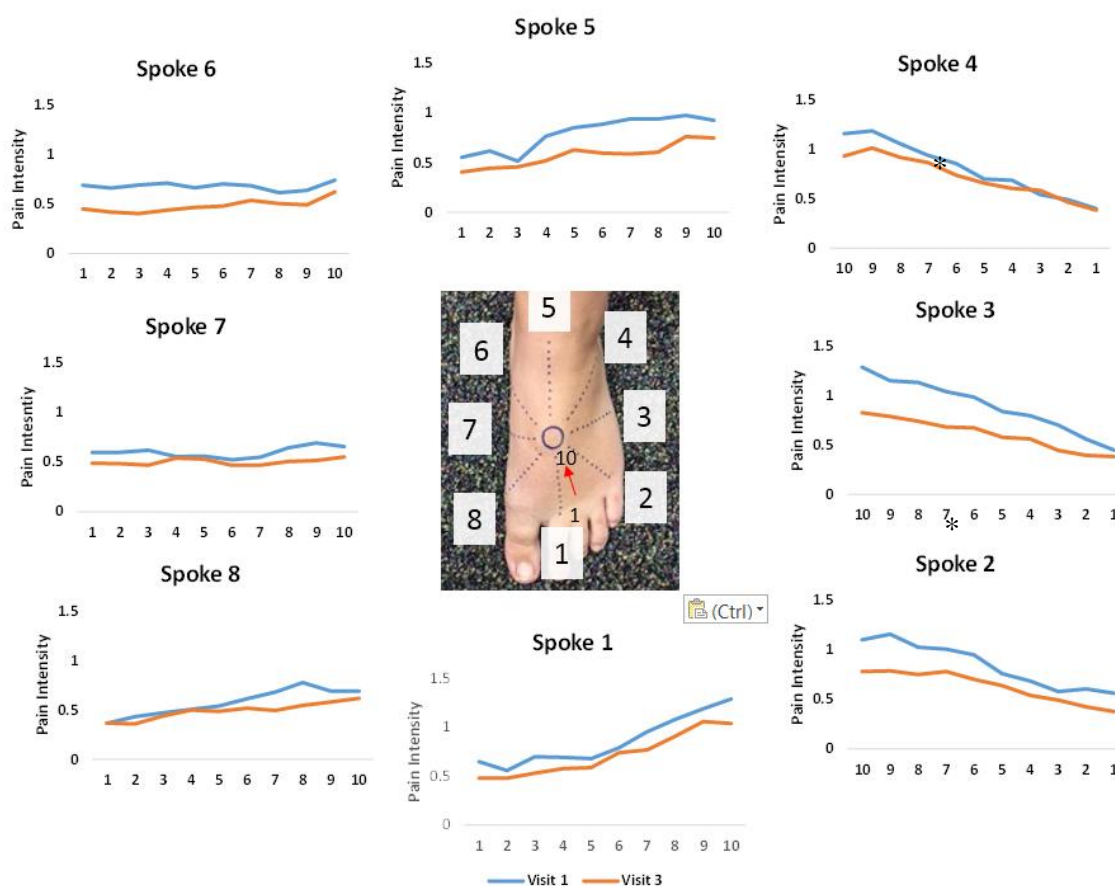 Spoke 5
1.5
1
0.5
0
Pain Intensity
1 2 3 4 5 6 7 8 9 10
Spoke 6
1.5
1
0.5
0
Pain Intensity
1 2 3 4 5 6 7 8 9 10
Spoke 4
1.5
1
0.5
0
Pain Intensity
*
10 9 8 7 6 5 4 3 2 1
Spoke 7
1.5
1
0.5
0
Pain Intesntiy
1 2 3 4 5 6 7 8 9 10
5
6
4
7
3
10
8
2
1
1
Spoke 3
1.5
1
0.5
0
Pain Intensity
10 9 8 7 6 5 4 3 2 1
*
Spoke 8
1.5
1
0.5
0
Pain Intensity
1 2 3 4 5 6 7 8 9 10
(Ctrl)
Spoke 1
1.5
1
0.5
0
Pain Intensity
1 2 3 4 5 6 7 8 9 10
Spoke 2
1.5
1
0.5
0
Pain Intensity
10 9 8 7 6 5 4 3 2 1
Visit 1 Visit 3